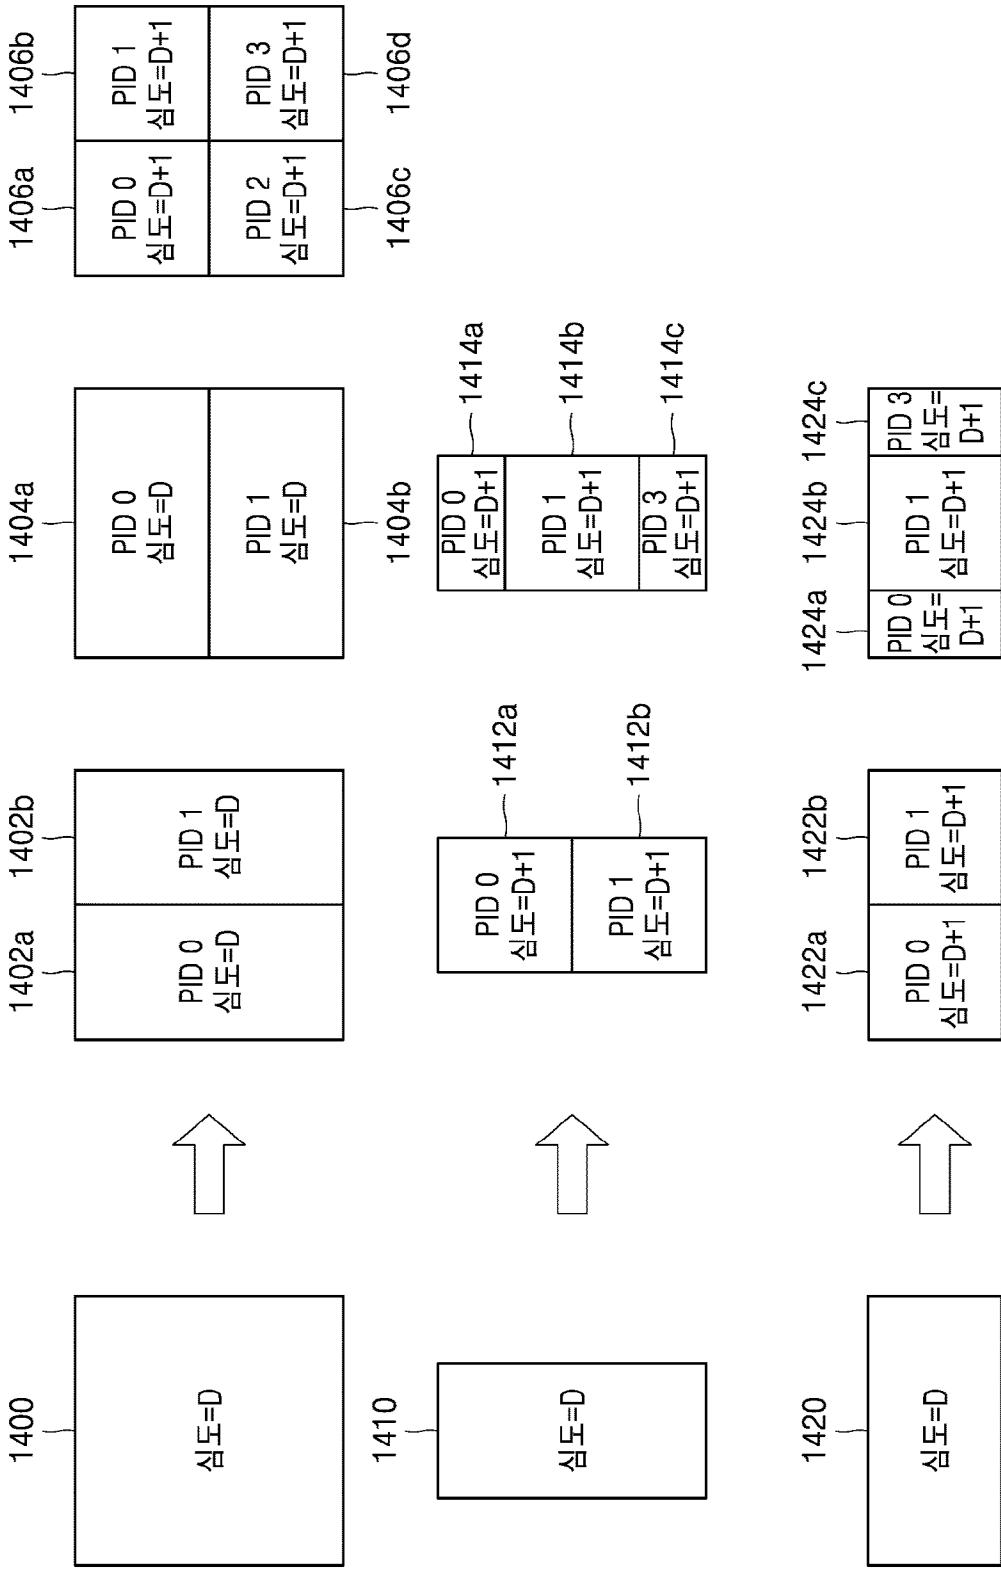 1400
심도=D
1402a
1402b
PID 0
심도=D
PID 1
심도=D
1404a
PID 0
심도=D
PID 1
심도=D
1404b
1406a
1406b
PID 0
심도=D+1
PID 1
심도=D+1
PID 2
심도=D+1
PID 3
심도=D+1
1406c
1406d
1410
심도=D
PID 0
심도=D+1
1412a
PID 1
심도=D+1
1412b
PID 0
심도=D+1
1414a
PID 1
심도=D+1
1414b
PID 3
심도=D+1
1414c
1420
심도=D
1422a
1422b
PID 0
심도=D+1
PID 1
심도=D+1
1424a
1424b
1424c
PID 0
심도=
D+1
PID 1
심도=D+1
PID 3
심도=
D+1